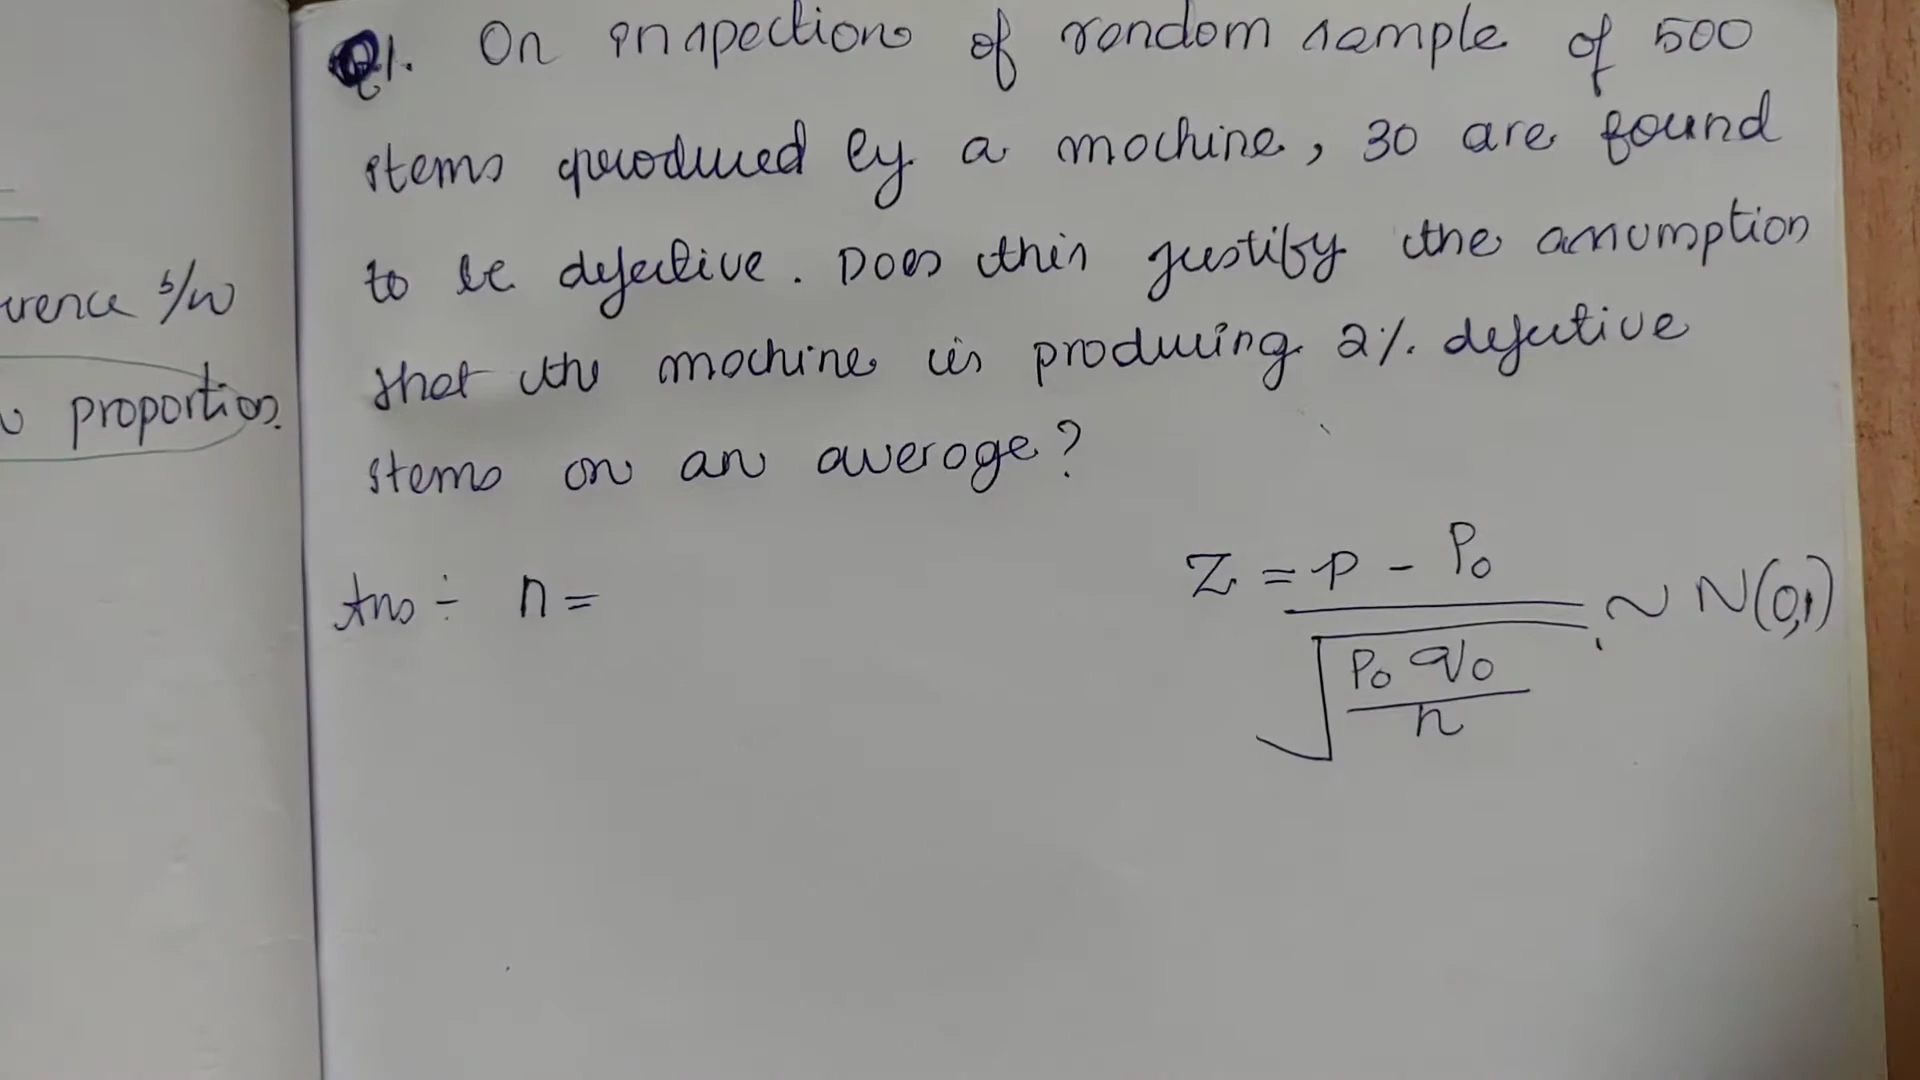 urence b/w
proportion.
Q1. On inspection of random sample of 500
items produced by a machine, 30 are found
to be defective. Does this justify the assumption
that the machine is producing 2% defective
items on an average?
Ans ÷ n =
Z = p - P₀
√ P₀ q₀ ~ N(0,1)
n